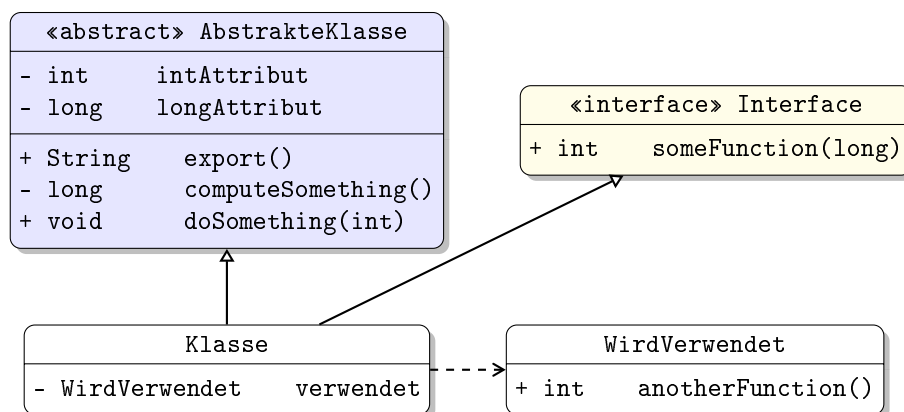 «abstract» AbstrakteKlasse
- int intAttribut
- long longAttribut
+ String export()
- long computeSomething()
+ void doSomething(int)
«interface» Interface
+ int someFunction(long)
Klasse
- WirdVerwendet verwendet
WirdVerwendet
+ int anotherFunction()